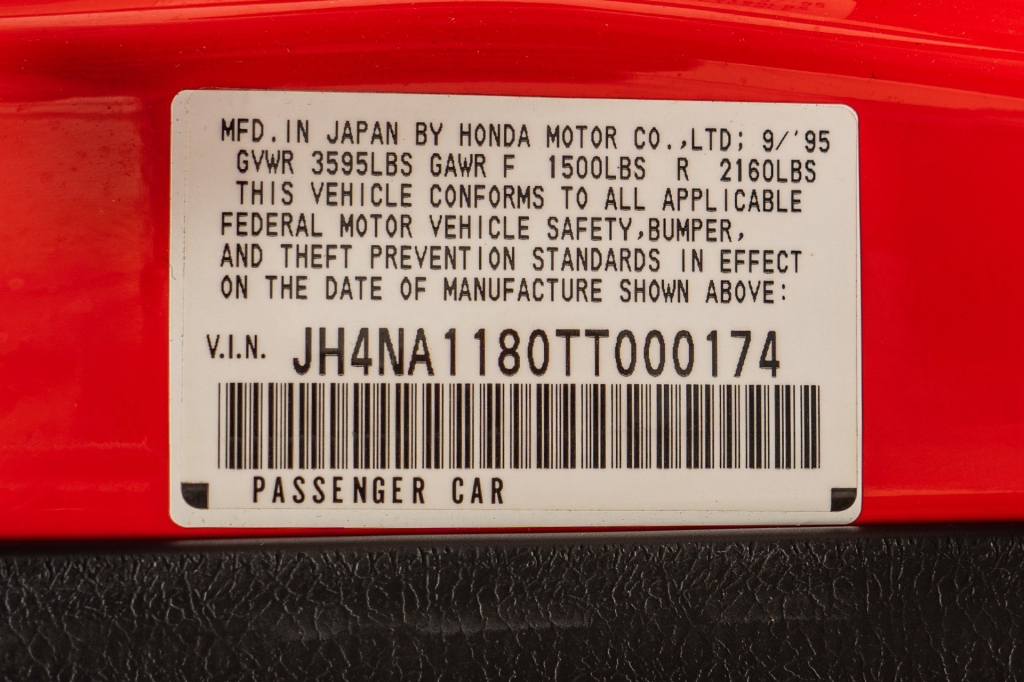 MFD.IN JAPAN BY HONDA MOTOR CO.,LTD; 9/'95
GVWR 3595LBS GAWR F 1500LBS R 2160LBS
THIS VEHICLE CONFORMS TO ALL APPLICABLE
FEDERAL MOTOR VEHICLE SAFETY,BUMPER,
AND THEFT PREVENTION STANDARDS IN EFFECT
ON THE DATE OF MANUFACTURE SHOWN ABOVE:
V.I.N. JH4NA1180TT000174
PASSENGER CAR